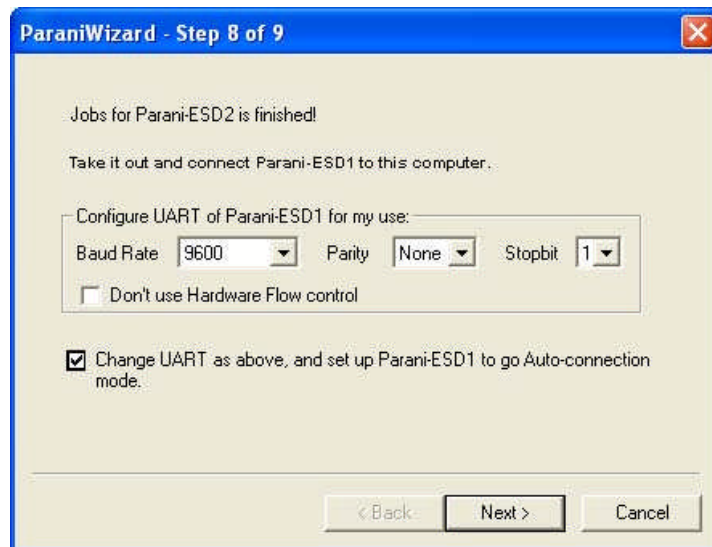 ParaniWizard - Step 8 of 9
Jobs for Parani-ESD2 is finished!
Take it out and connect Parani-ESD1 to this computer.
Configure UART of Parani-ESD1 for my use:
Baud Rate 9600 Parity None Stopbit 1
Don't use Hardware Flow control
Change UART as above, and set up Parani-ESD1 to go Auto-connection
mode.
< Back Next > Cancel